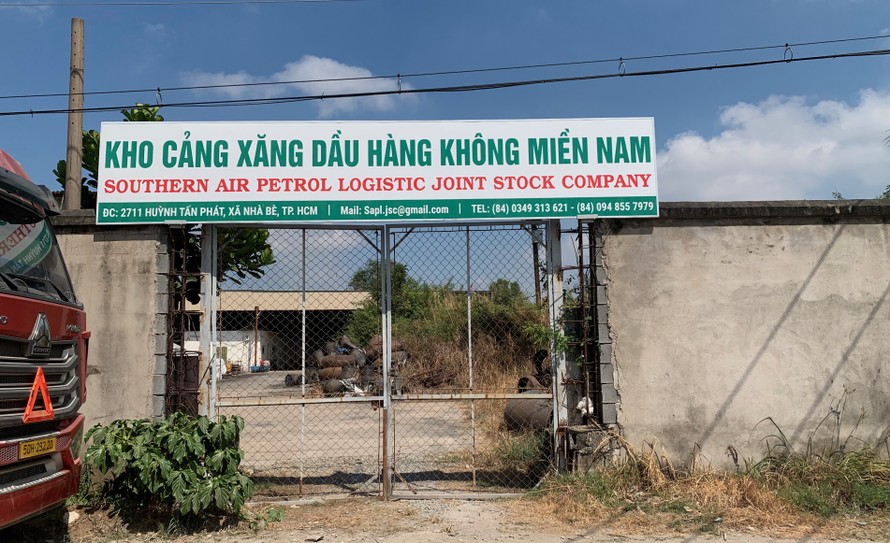 KHO CẢNG XĂNG DẦU HÀNG KHÔNG MIỀN NAM
SOUTHERN AIR PETROL LOGISTIC JOINT STOCK COMPANY
ĐC: 2711 HUỲNH TẤN PHÁT, XÃ NHÀ BÈ, TP. HCM | Mail: Sapl.jsc@gmail.com | TEL: (84) 0349 313 621 - (84) 094 855 7979